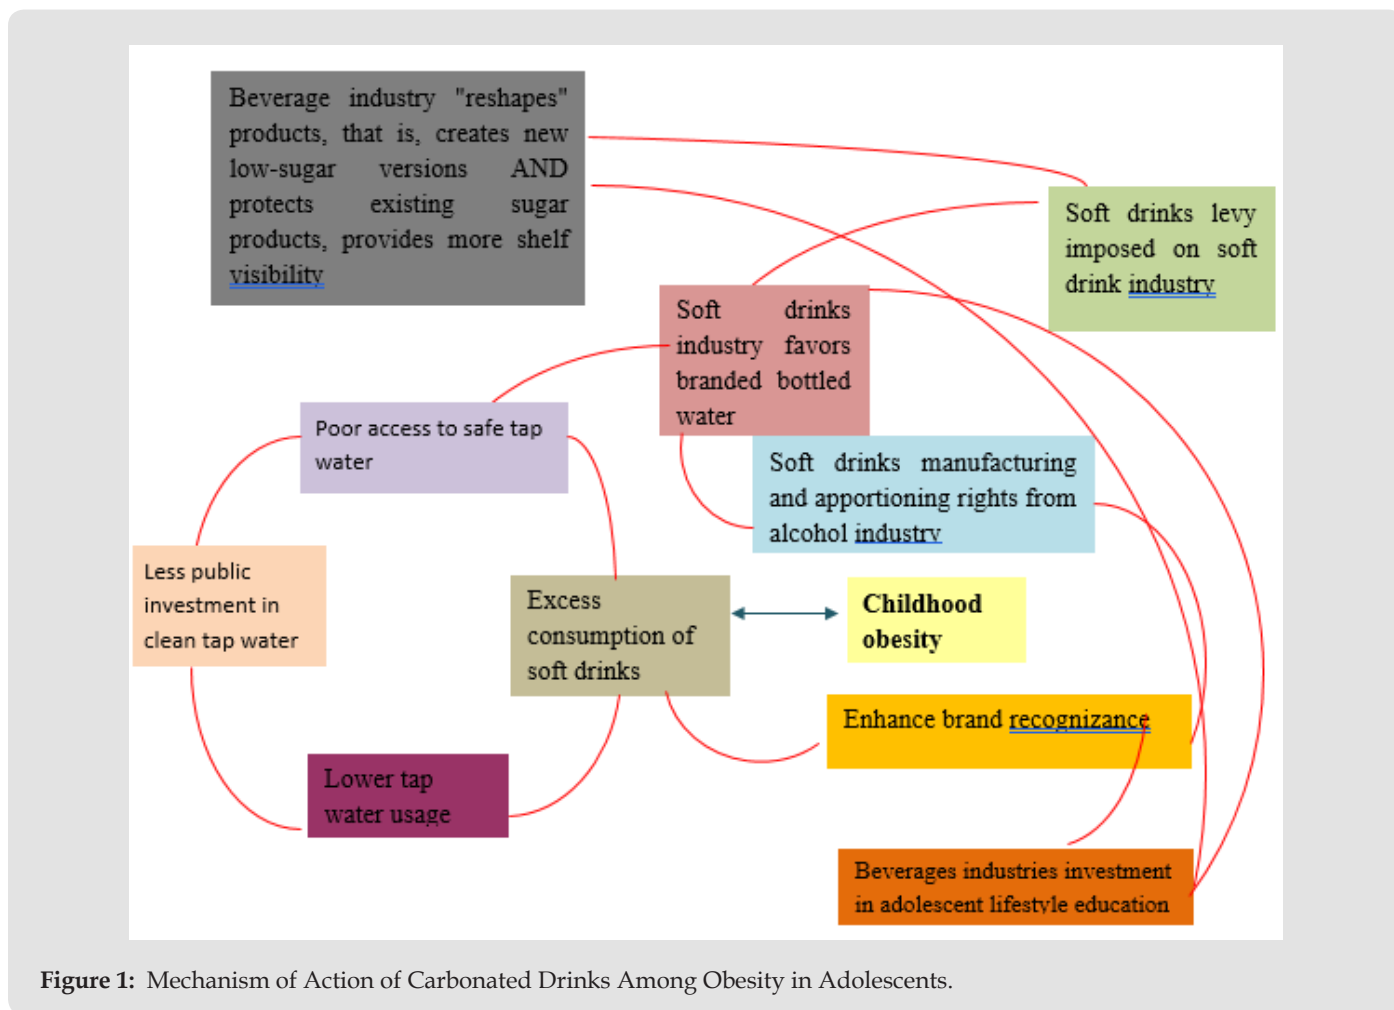 Beverage industry "reshapes"
products, that is, creates new
low-sugar versions AND
protects existing sugar
products, provides more shelf
visibility
Soft drinks levy
imposed on soft
drink industry
Soft drinks
industry favors
branded bottled
water
Poor access to safe tap
water
Soft drinks manufacturing
and apportioning rights from
alcohol industry
Less public
investment in
clean tap water
Excess
consumption of
soft drinks
Childhood
obesity
Enhance brand recognizance
Lower tap
water usage
Beverages industries investment
in adolescent lifestyle education
Figure 1: Mechanism of Action of Carbonated Drinks Among Obesity in Adolescents.